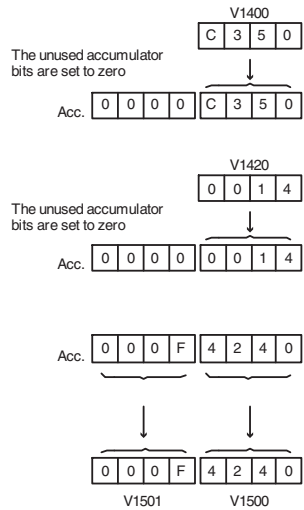 V1400
C 3 5 0
The unused accumulator
bits are set to zero
Acc. 0 0 0 0 C 3 5 0
V1420
0 0 1 4
The unused accumulator
bits are set to zero
Acc. 0 0 0 0 0 0 1 4
Acc. 0 0 0 F 4 2 4 0
0 0 0 F 4 2 4 0
V1501 V1500